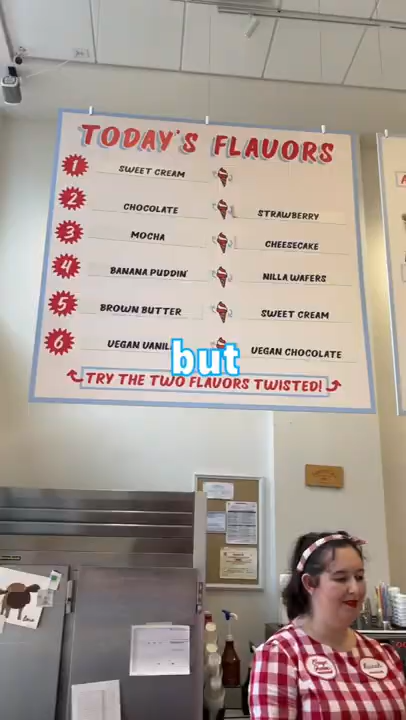 TODAY'S FLAVORS
1 SWEET CREAM
2 CHOCOLATE STRAWBERRY
3 MOCHA CHEESECAKE
4 BANANA PUDDIN' NILLA WAFERS
5 BROWN BUTTER SWEET CREAM
6 VEGAN VANIL VEGAN CHOCOLATE
but
TRY THE TWO FLAVORS TWISTED!